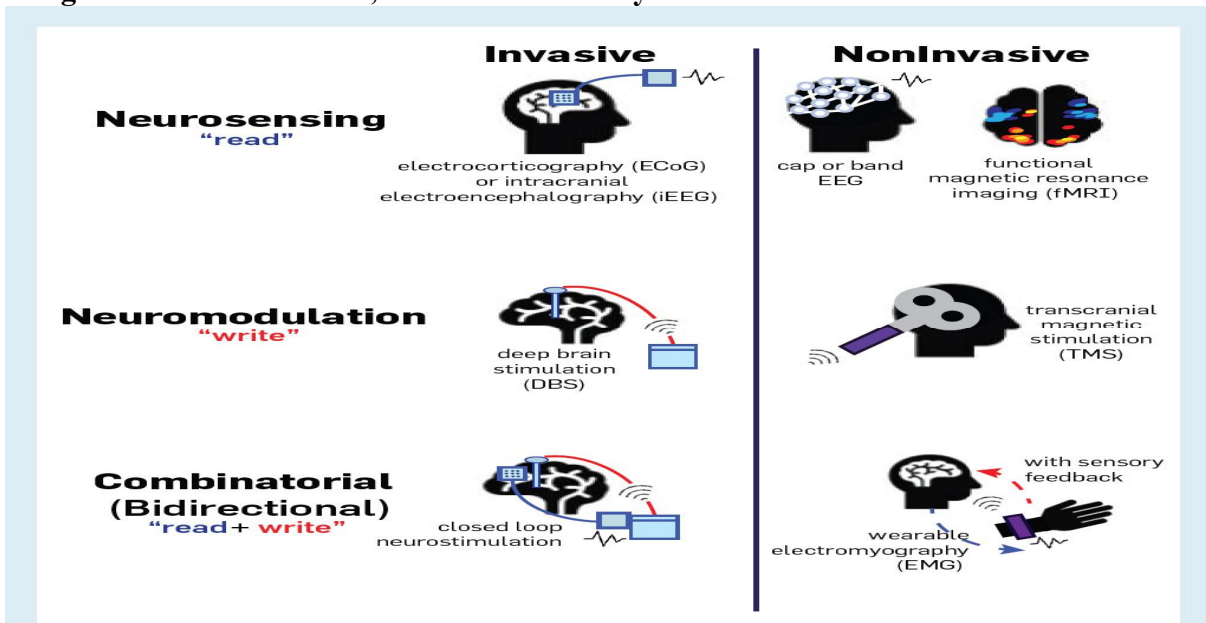 Invasive
NonInvasive
Neurosensing
“read”
electrocorticography (ECoG)
or intracranial
electroencephalography (iEEG)
cap or band
EEG
functional
magnetic resonance
imaging (fMRI)
Neuromodulation
“write”
deep brain
stimulation
(DBS)
transcranial
magnetic
stimulation
(TMS)
Combinatorial
(Bidirectional)
“read + write”
closed loop
neurostimulation
with sensory
feedback
wearable
electromyography
(EMG)